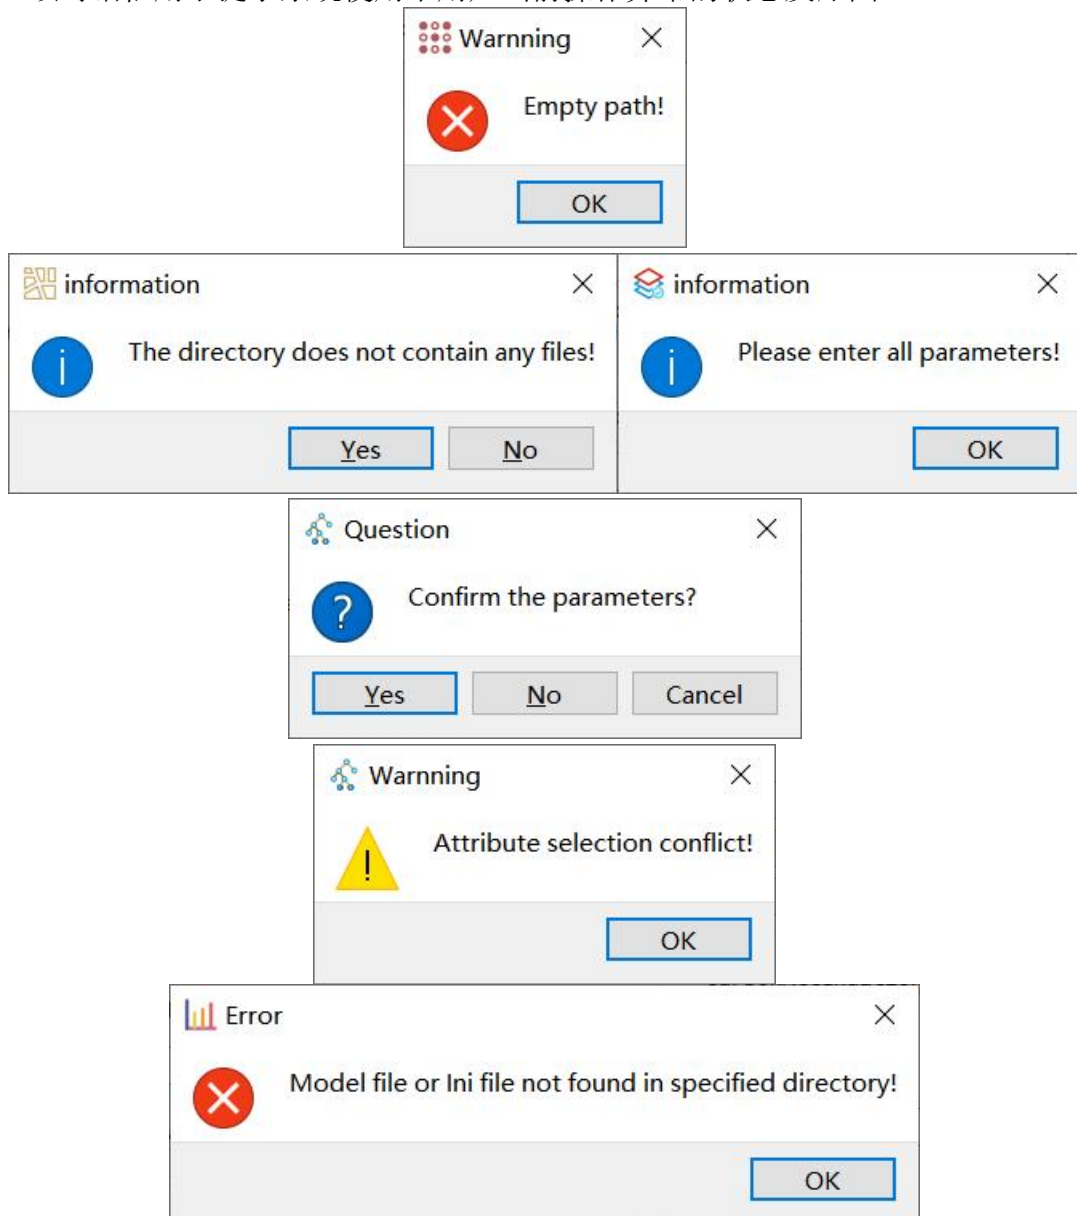 Warnning
Empty path!
OK
information
The directory does not contain any files!
Yes No
information
Please enter all parameters!
OK
Question
Confirm the parameters?
Yes No Cancel
Warnning
Attribute selection conflict!
OK
Error
Model file or Ini file not found in specified directory!
OK